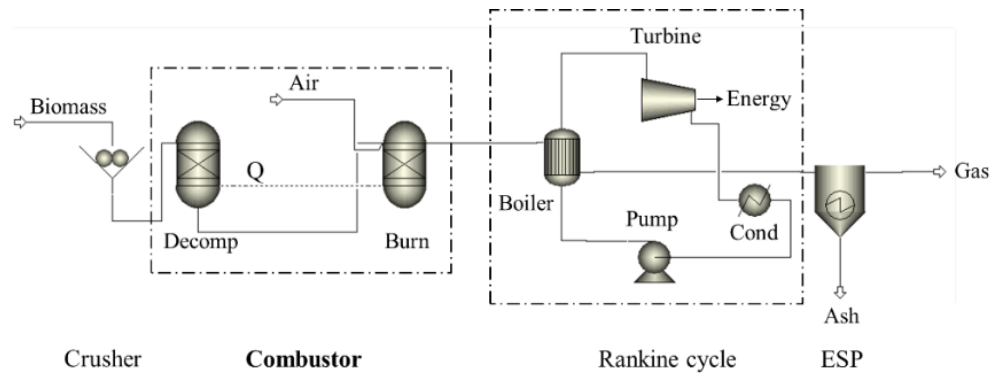 Turbine
Air
Biomass
Energy
Q
Gas
Boiler
Pump
Cond
Decomp
Burn
Ash
Crusher
Combustor
Rankine cycle
ESP